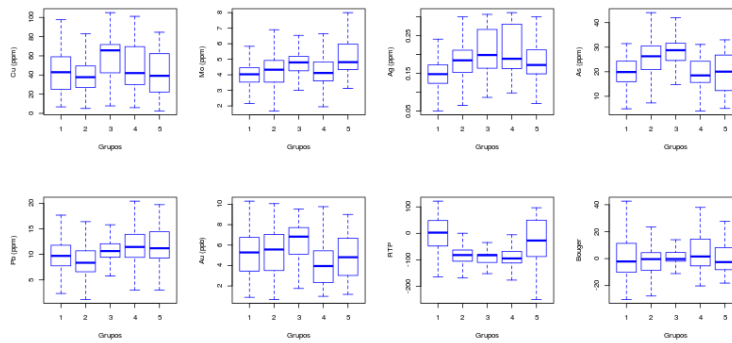 Cu (ppm)
0 20 40 60 80 100
1 2 3 4 5
Grupos
Mo (ppm)
2 3 4 5 6 7 8
1 2 3 4 5
Grupos
Ag (ppm)
0.05 0.15 0.25
1 2 3 4 5
Grupos
As (ppm)
10 20 30 40
1 2 3 4 5
Grupos
Pb (ppm)
5 10 15 20
1 2 3 4 5
Grupos
Au (ppb)
2 4 6 8 10
1 2 3 4 5
Grupos
RTP
-200 -100 0 100
1 2 3 4 5
Grupos
Bouger
-20 0 20 40
1 2 3 4 5
Grupos